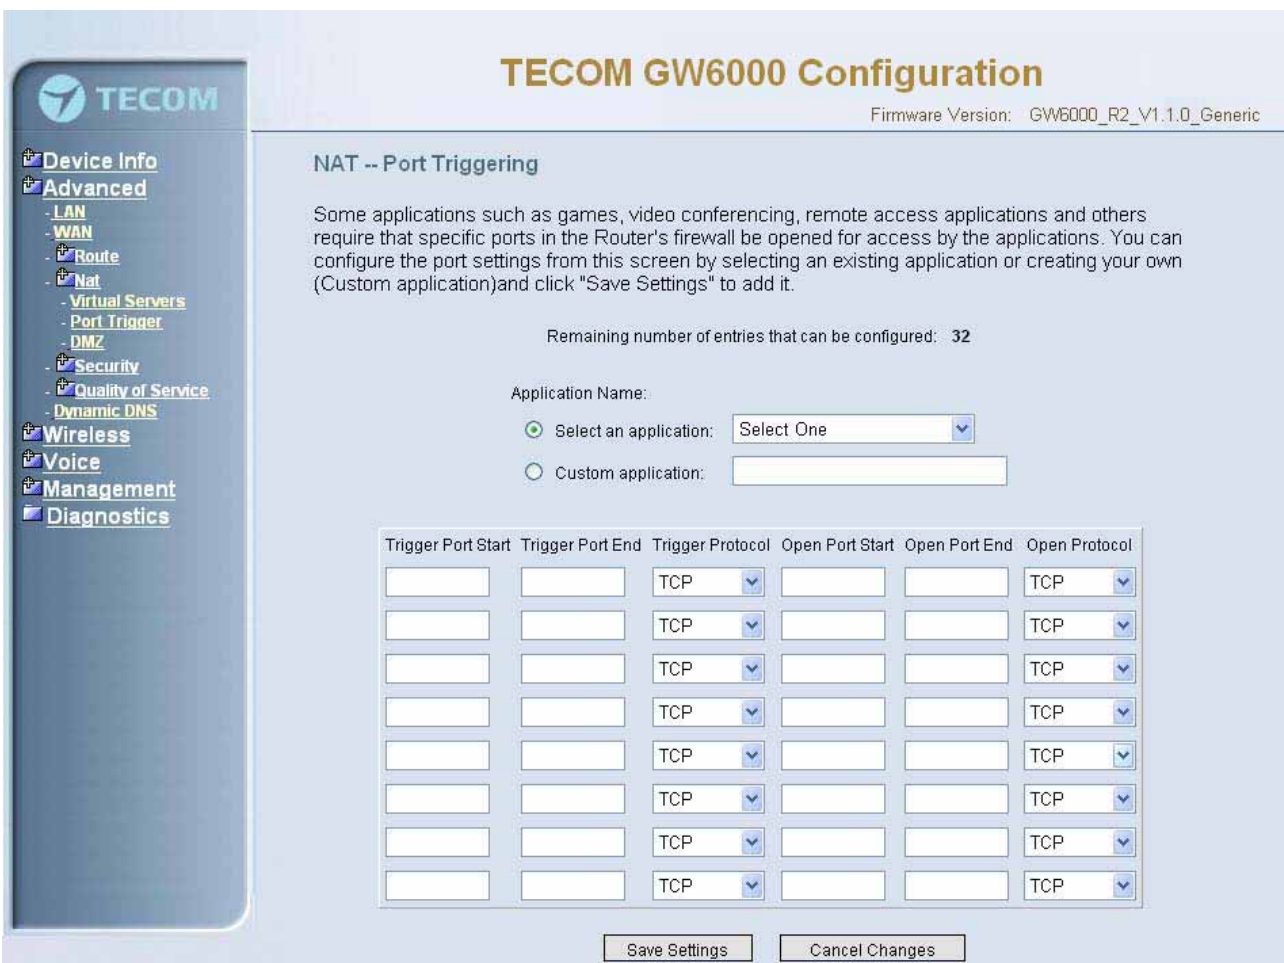 TECOM
TECOM GW6000 Configuration
Firmware Version: GW6000_R2_V1.1.0_Generic
Device Info
Advanced
- LAN
- WAN
- Route
- Nat
- Virtual Servers
- Port Trigger
- DMZ
- Security
- Quality of Service
- Dynamic DNS
Wireless
Voice
Management
Diagnostics
NAT -- Port Triggering
Some applications such as games, video conferencing, remote access applications and others
require that specific ports in the Router's firewall be opened for access by the applications. You can
configure the port settings from this screen by selecting an existing application or creating your own
(Custom application)and click "Save Settings" to add it.
Remaining number of entries that can be configured: 32
Application Name:
Select an application: Select One
Custom application:
Trigger Port Start Trigger Port End Trigger Protocol Open Port Start Open Port End Open Protocol
TCP TCP
TCP TCP
TCP TCP
TCP TCP
TCP TCP
TCP TCP
TCP TCP
TCP TCP
Save Settings Cancel Changes